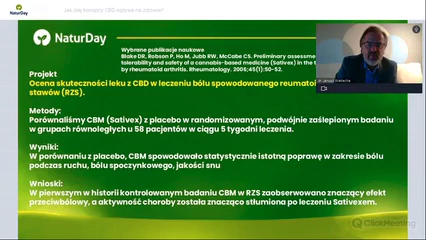 Jak olej konopny CBD wpływa na zdrowie?
NaturDay
Wybrane publikacje naukowe
Blake DR, Robson P, Ho M, Jubb RW, McCabe CS. Preliminary assessme
tolerability and safety of a cannabis-based medicine (Sativex) in the t
by rheumatoid arthritis. Rheumatology. 2006;45(1):50-52.
Projekt
Ocena skuteczności leku z CBD w leczeniu bólu spowodowanego reumato
stawów (RZS).
Metody:
Porównaliśmy CBM (Sativex) z placebo w randomizowanym, podwójnie zaślepionym badaniu
w grupach równoległych u 58 pacjentów w ciągu 5 tygodni leczenia.
Wyniki:
W porównaniu z placebo, CBM spowodowało statystycznie istotną poprawę w zakresie bólu
podczas ruchu, bólu spoczynkowego, jakości snu
Wnioski:
W pierwszym w historii kontrolowanym badaniu CBM w RZS zaobserwowano znaczący efekt
przeciwbólowy, a aktywność choroby została znacząco stłumiona po leczeniu Sativexem.
ClickMeeting